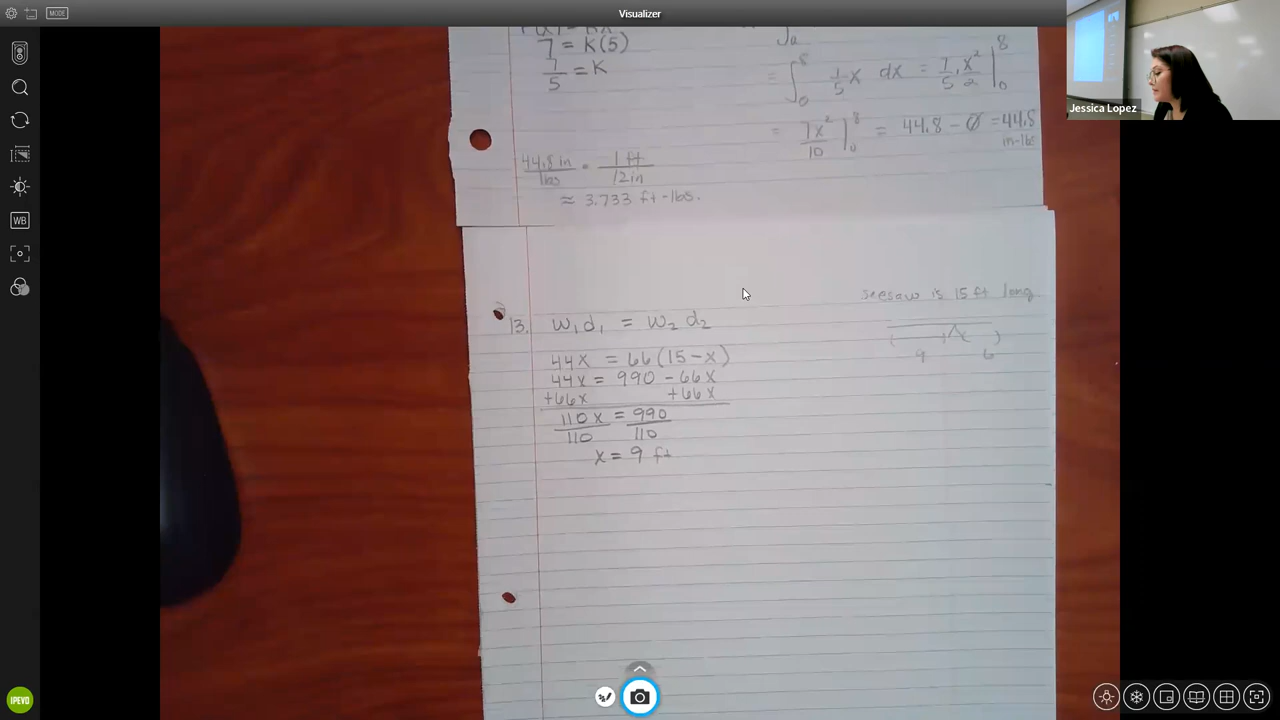 MODE
Visualizer
Jessica Lopez
WB
7 = K(5)
7/5 = K
= ∫₀⁸ 7/5 x dx = 7/5 · x²/2 |₀⁸
= 7x²/10 |₀⁸ = 44.8 - 0 = 44.8
in-lbs
44.8 in/lbs · 1 ft/12 in
≈ 3.733 ft-lbs.
seesaw is 15 ft long
13. w₁d₁ = w₂d₂
9 6
44x = 66(15-x)
44x = 990 - 66x
+66x +66x
110x = 990
110 110
x = 9 ft
IPEVO